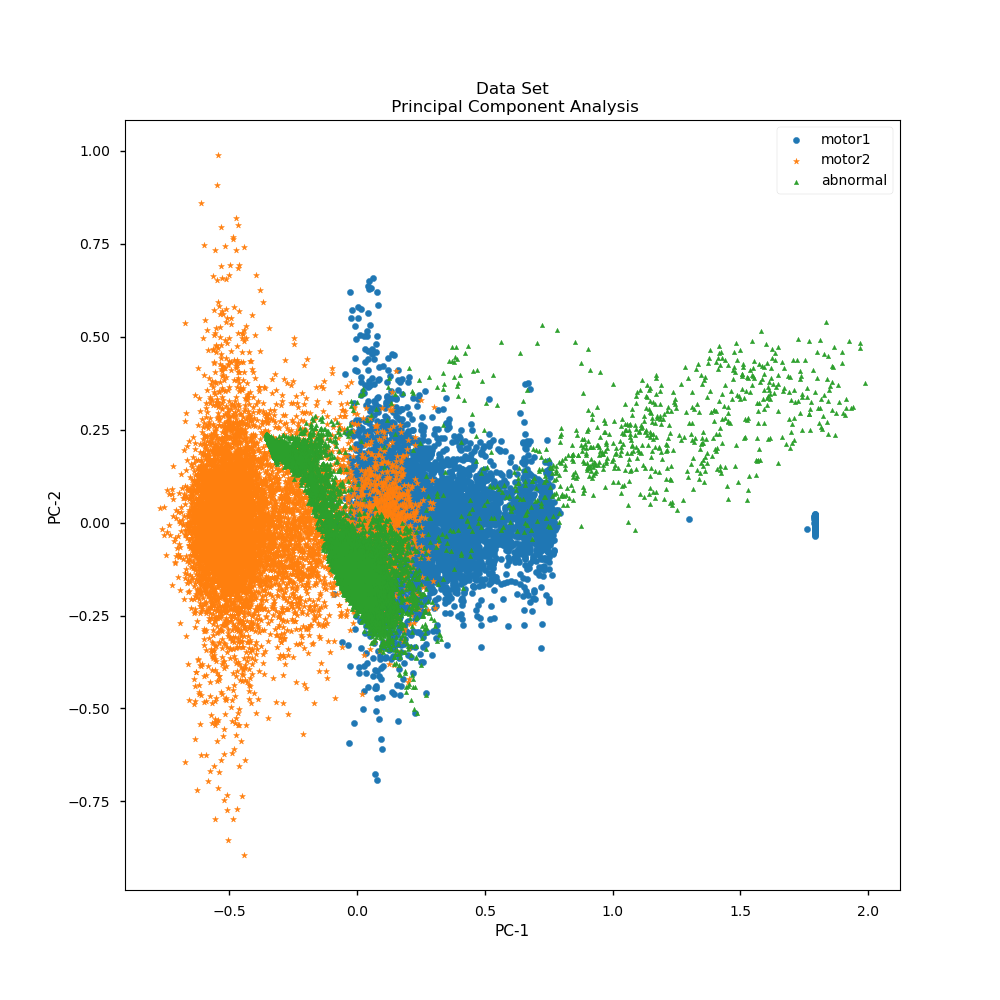 Data Set
Principal Component Analysis
motor1
motor2
abnormal
1.00
0.75
0.50
0.25
0.00
−0.25
−0.50
−0.75
PC-2
−0.5
0.0
0.5
1.0
1.5
2.0
PC-1